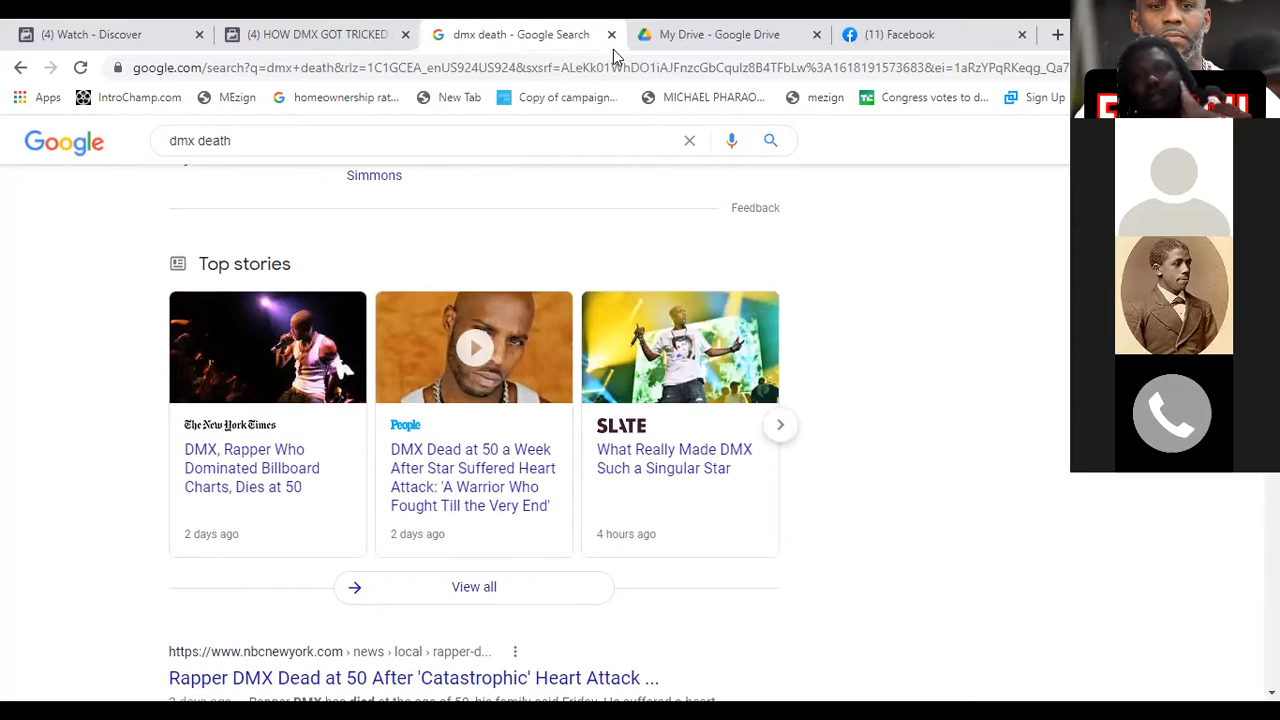 (4) Watch - Discover
(4) HOW DMX GOT TRICKED
dmx death - Google Search
My Drive - Google Drive
(11) Facebook
google.com/search?q=dmx+death&rlz=1C1GCEA_enUS924US924&sxsrf=ALeKk01WhDO1iAJFnzcGbCquIz8B4TFbLw%3A1618191573683&ei=1aRzYPqRKeqg_Qa7
Apps
IntroChamp.com
MEzign
homeownership rat...
New Tab
Copy of campaign...
MICHAEL PHARAO...
mezign
Congress votes to d...
Sign Up
Google
dmx death
Simmons
Feedback
Top stories
The New York Times
DMX, Rapper Who
Dominated Billboard
Charts, Dies at 50
2 days ago
People
DMX Dead at 50 a Week
After Star Suffered Heart
Attack: 'A Warrior Who
Fought Till the Very End'
2 days ago
SLATE
What Really Made DMX
Such a Singular Star
4 hours ago
View all
https://www.nbcnewyork.com › news › local › rapper-d...
Rapper DMX Dead at 50 After 'Catastrophic' Heart Attack ...